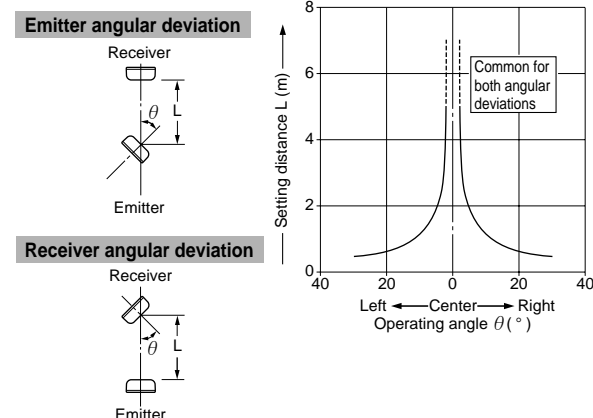 Emitter angular deviation
Receiver
θ
L
Emitter
Receiver angular deviation
Receiver
θ
L
Emitter
Setting distance L (m)
8
6
4
2
0
Common for
both angular
deviations
40 20 0 20 40
Left Center Right
Operating angle θ ( ° )